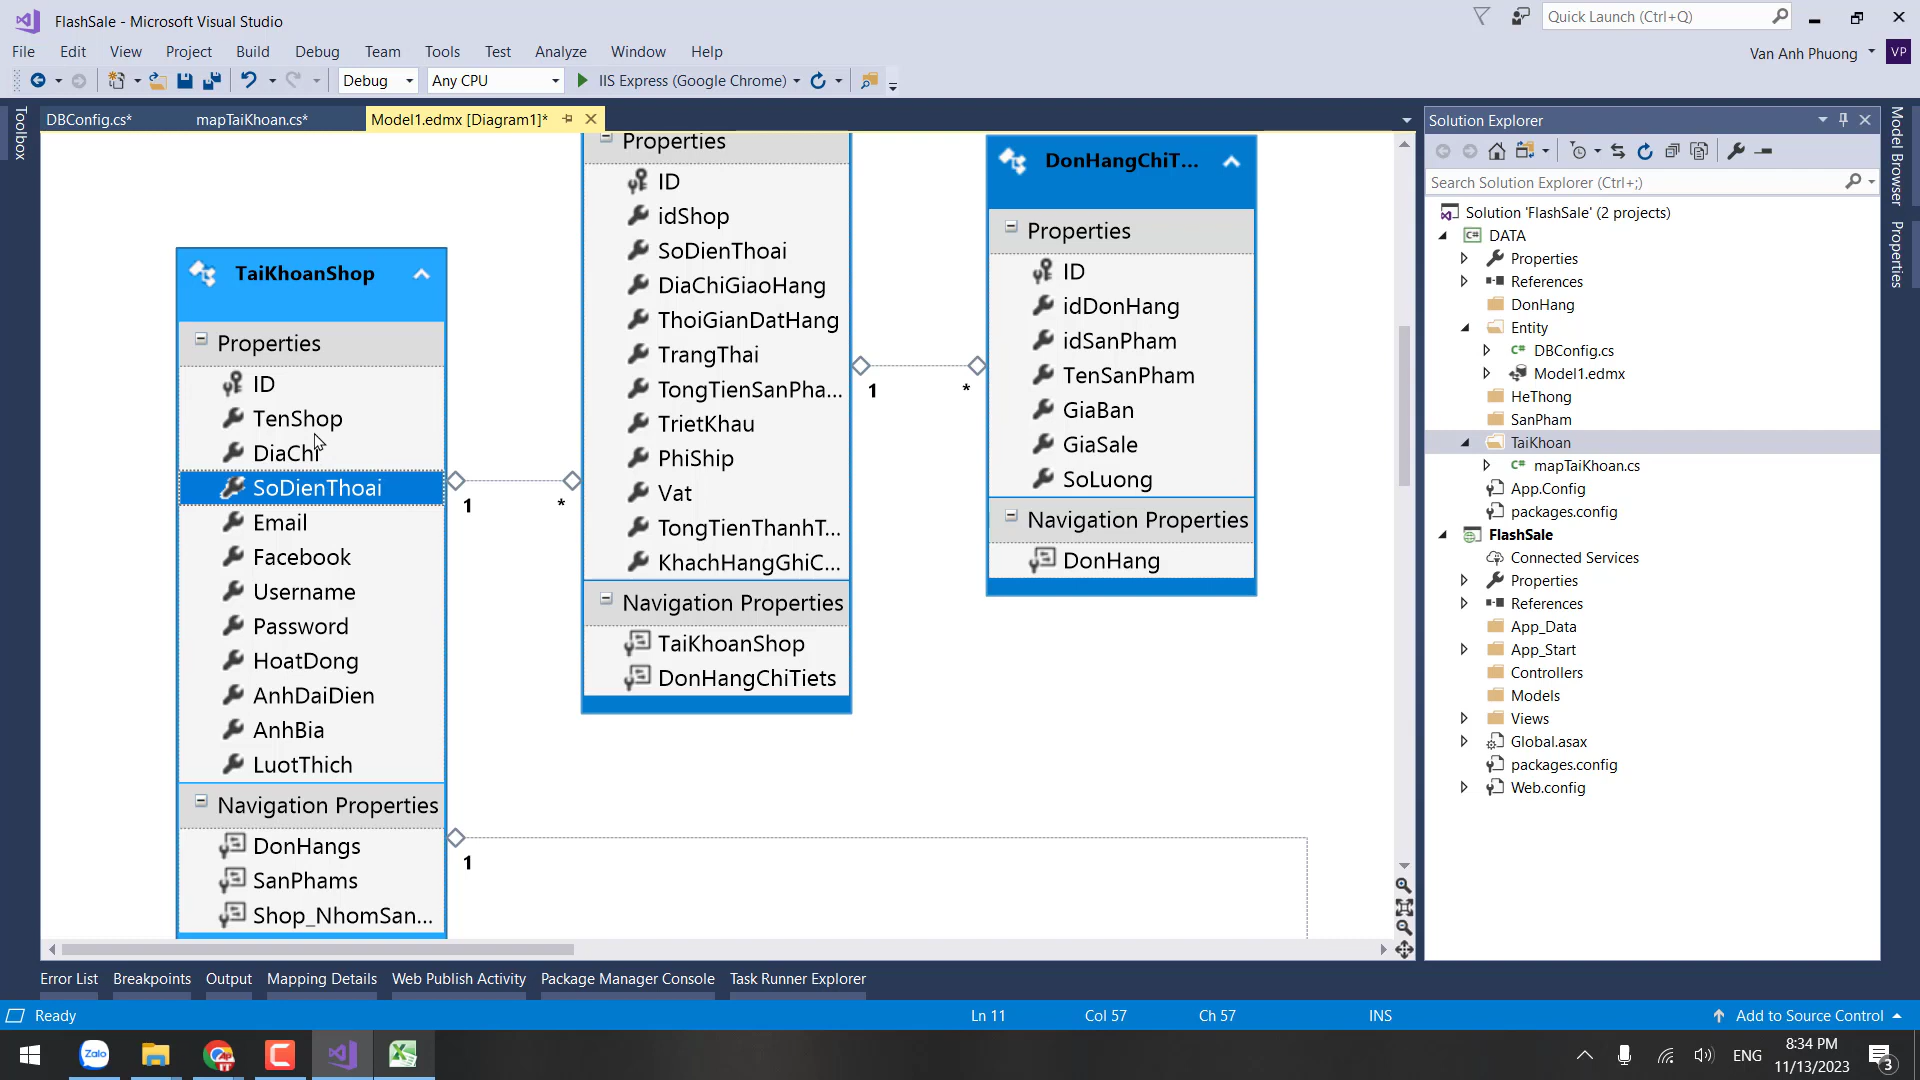 FlashSale - Microsoft Visual Studio
Quick Launch (Ctrl+Q)
File Edit View Project Build Debug Team Tools Test Analyze Window Help
Van Anh Phuong VP
Debug Any CPU IIS Express (Google Chrome)
Toolbox
DBConfig.cs* mapTaiKhoan.cs* Model1.edmx [Diagram1]*
TaiKhoanShop
Properties
ID
TenShop
DiaChi
SoDienThoai
Email
Facebook
Username
Password
HoatDong
AnhDaiDien
AnhBia
LuotThich
Navigation Properties
DonHangs
SanPhams
Shop_NhomSan...
1 *
1
Properties
ID
idShop
SoDienThoai
DiaChiGiaoHang
ThoiGianDatHang
TrangThai
TongTienSanPha...
TrietKhau
PhiShip
Vat
TongTienThanhT...
KhachHangGhiC...
Navigation Properties
TaiKhoanShop
DonHangChiTiets
1 *
DonHangChiT...
Properties
ID
idDonHang
idSanPham
TenSanPham
GiaBan
GiaSale
SoLuong
Navigation Properties
DonHang
Solution Explorer
Search Solution Explorer (Ctrl+;)
Solution 'FlashSale' (2 projects)
C# DATA
Properties
References
DonHang
Entity
C# DBConfig.cs
Model1.edmx
HeThong
SanPham
TaiKhoan
C# mapTaiKhoan.cs
App.Config
packages.config
FlashSale
Connected Services
Properties
References
App_Data
App_Start
Controllers
Models
Views
Global.asax
packages.config
Web.config
Model Browser
Properties
Error List Breakpoints Output Mapping Details Web Publish Activity Package Manager Console Task Runner Explorer
Ready Ln 11 Col 57 Ch 57 INS Add to Source Control
Zalo
ENG
8:34 PM
11/13/2023
3